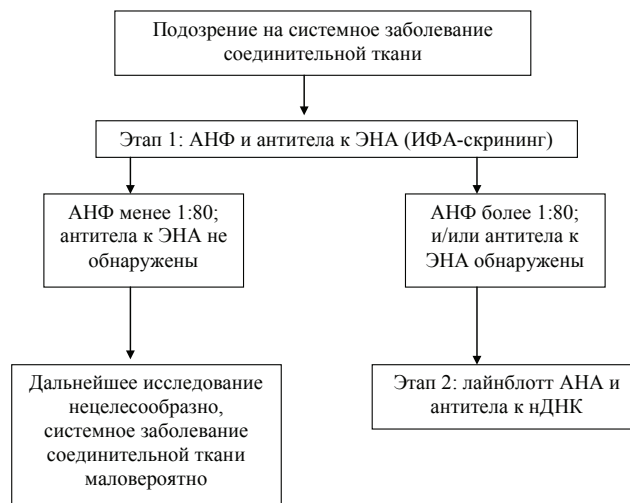 Подозрение на системное заболевание
соединительной ткани
Этап 1: АНФ и антитела к ЭНА (ИФА-скрининг)
АНФ менее 1:80;
антитела к ЭНА не
обнаружены
АНФ более 1:80;
и/или антитела к
ЭНА обнаружены
Дальнейшее исследование
нецелесообразно,
системное заболевание
соединительной ткани
маловероятно
Этап 2: лайнблотт АНА и
антитела к нДНК